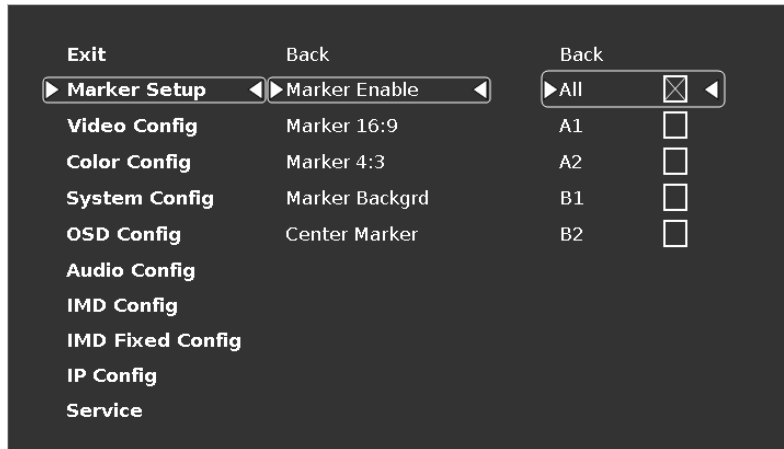 Exit Back Back
Marker Setup Marker Enable All
Video Config Marker 16:9 A1
Color Config Marker 4:3 A2
System Config Marker Backgrd B1
OSD Config Center Marker B2
Audio Config
IMD Config
IMD Fixed Config
IP Config
Service